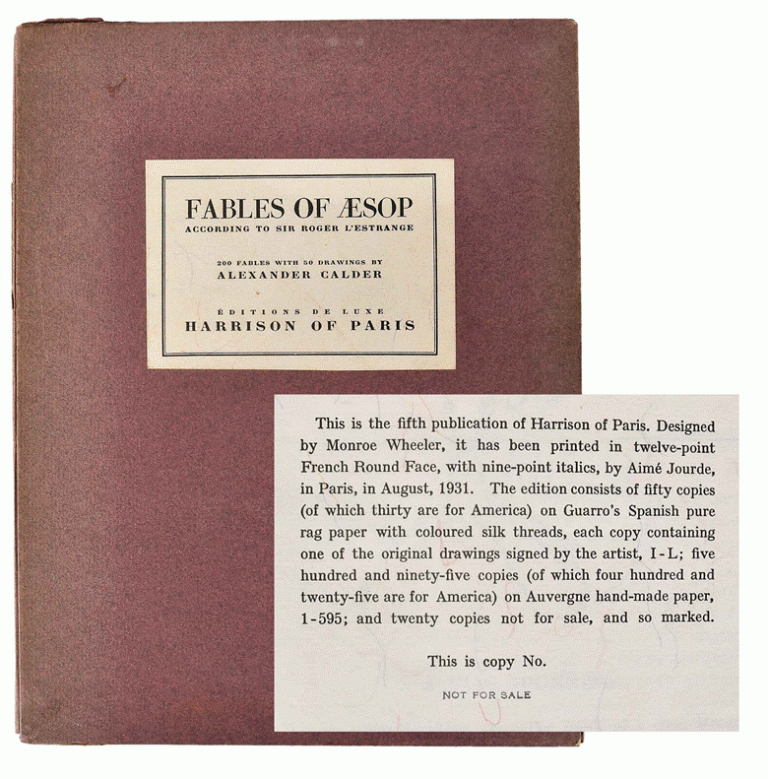 FABLES OF ÆSOP
ACCORDING TO SIR ROGER L'ESTRANGE
200 FABLES WITH 50 DRAWINGS BY
ALEXANDER CALDER
ÉDITIONS DE LUXE
HARRISON OF PARIS
This is the fifth publication of Harrison of Paris. Designed
by Monroe Wheeler, it has been printed in twelve-point
French Round Face, with nine-point italics, by Aimé Jourde,
in Paris, in August, 1931. The edition consists of fifty copies
(of which thirty are for America) on Guarro's Spanish pure
rag paper with coloured silk threads, each copy containing
one of the original drawings signed by the artist, I-L; five
hundred and ninety-five copies (of which four hundred and
twenty-five are for America) on Auvergne hand-made paper,
1-595; and twenty copies not for sale, and so marked.
This is copy No.
NOT FOR SALE